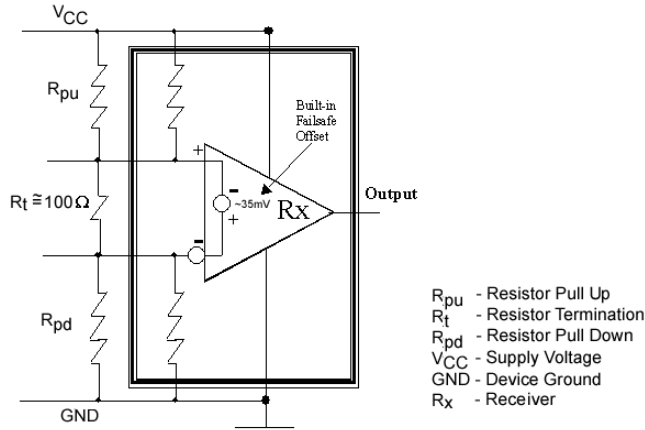 VCC
Rpu
Built-in
Failsafe
Offset
+
-
Rt ≅100Ω
~35mV
Rx
Output
+
-
Rpd
GND
Rpu - Resistor Pull Up
Rt - Resistor Termination
Rpd - Resistor Pull Down
VCC - Supply Voltage
GND - Device Ground
Rx - Receiver